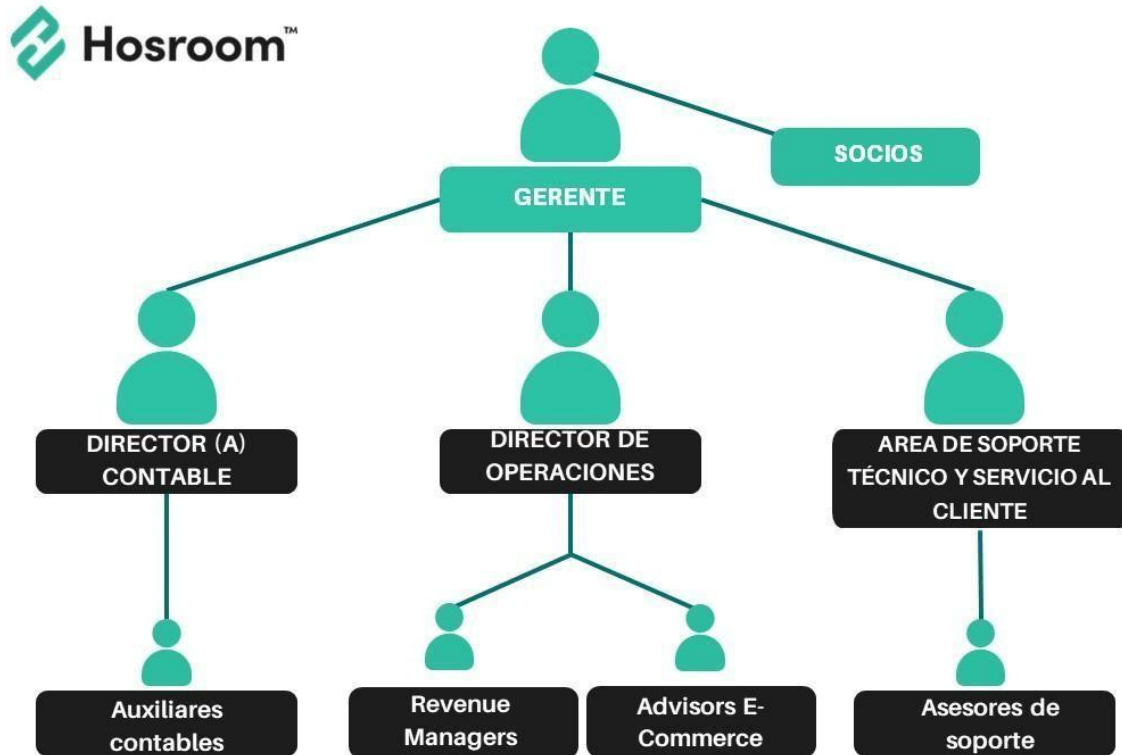 Hosroom™
SOCIOS
GERENTE
DIRECTOR (A)
CONTABLE
DIRECTOR DE
OPERACIONES
AREA DE SOPORTE
TÉCNICO Y SERVICIO AL
CLIENTE
Auxiliares
contables
Revenue
Managers
Advisors E-
Commerce
Asesores de
soporte